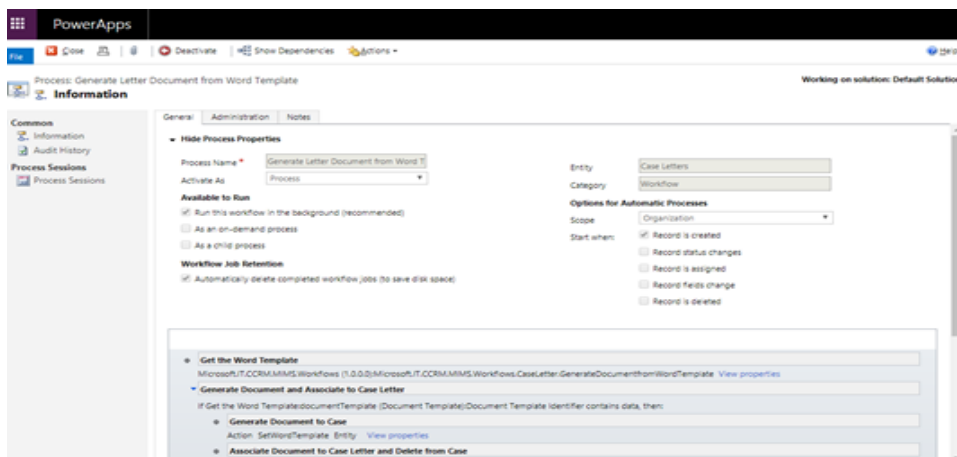 PowerApps
File
Close
Deactivate
Show Dependencies
Actions
Help
Process: Generate Letter Document from Word Template
Information
Working on solution: Default Solution
Common
Information
Audit History
Process Sessions
Process Sessions
General Administration Notes
Hide Process Properties
Process Name * Generate Letter Document from Word T
Activate As Process
Available to Run
Run this workflow in the background (recommended)
As an on-demand process
As a child process
Workflow Job Retention
Automatically delete completed workflow jobs (to save disk space)
Entity Case Letters
Category Workflow
Options for Automatic Processes
Scope Organization
Start when: Record is created
Record status changes
Record is assigned
Record fields change
Record is deleted
Get the Word Template
Microsoft.IT.CCRM.MIMS.Workflows (1.0.0.0):Microsoft.IT.CCRM.MIMS.Workflows.CaseLetter.GenerateDocumentfromWordTemplate View properties
Generate Document and Associate to Case Letter
If Get the Word Template:documentTemplate (Document Template):Document Template Identifier contains data, then:
Generate Document to Case
Action: SetWordTemplate Entity View properties
Associate Document to Case Letter and Delete from Case